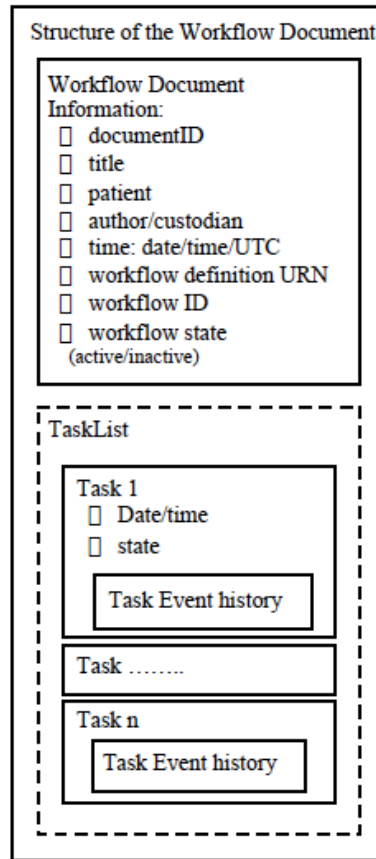 Structure of the Workflow Document
Workflow Document
Information:
▯ documentID
▯ title
▯ patient
▯ author/custodian
▯ time: date/time/UTC
▯ workflow definition URN
▯ workflow ID
▯ workflow state
(active/inactive)
TaskList
Task 1
▯ Date/time
▯ state
Task Event history
Task ……..
Task n
Task Event history